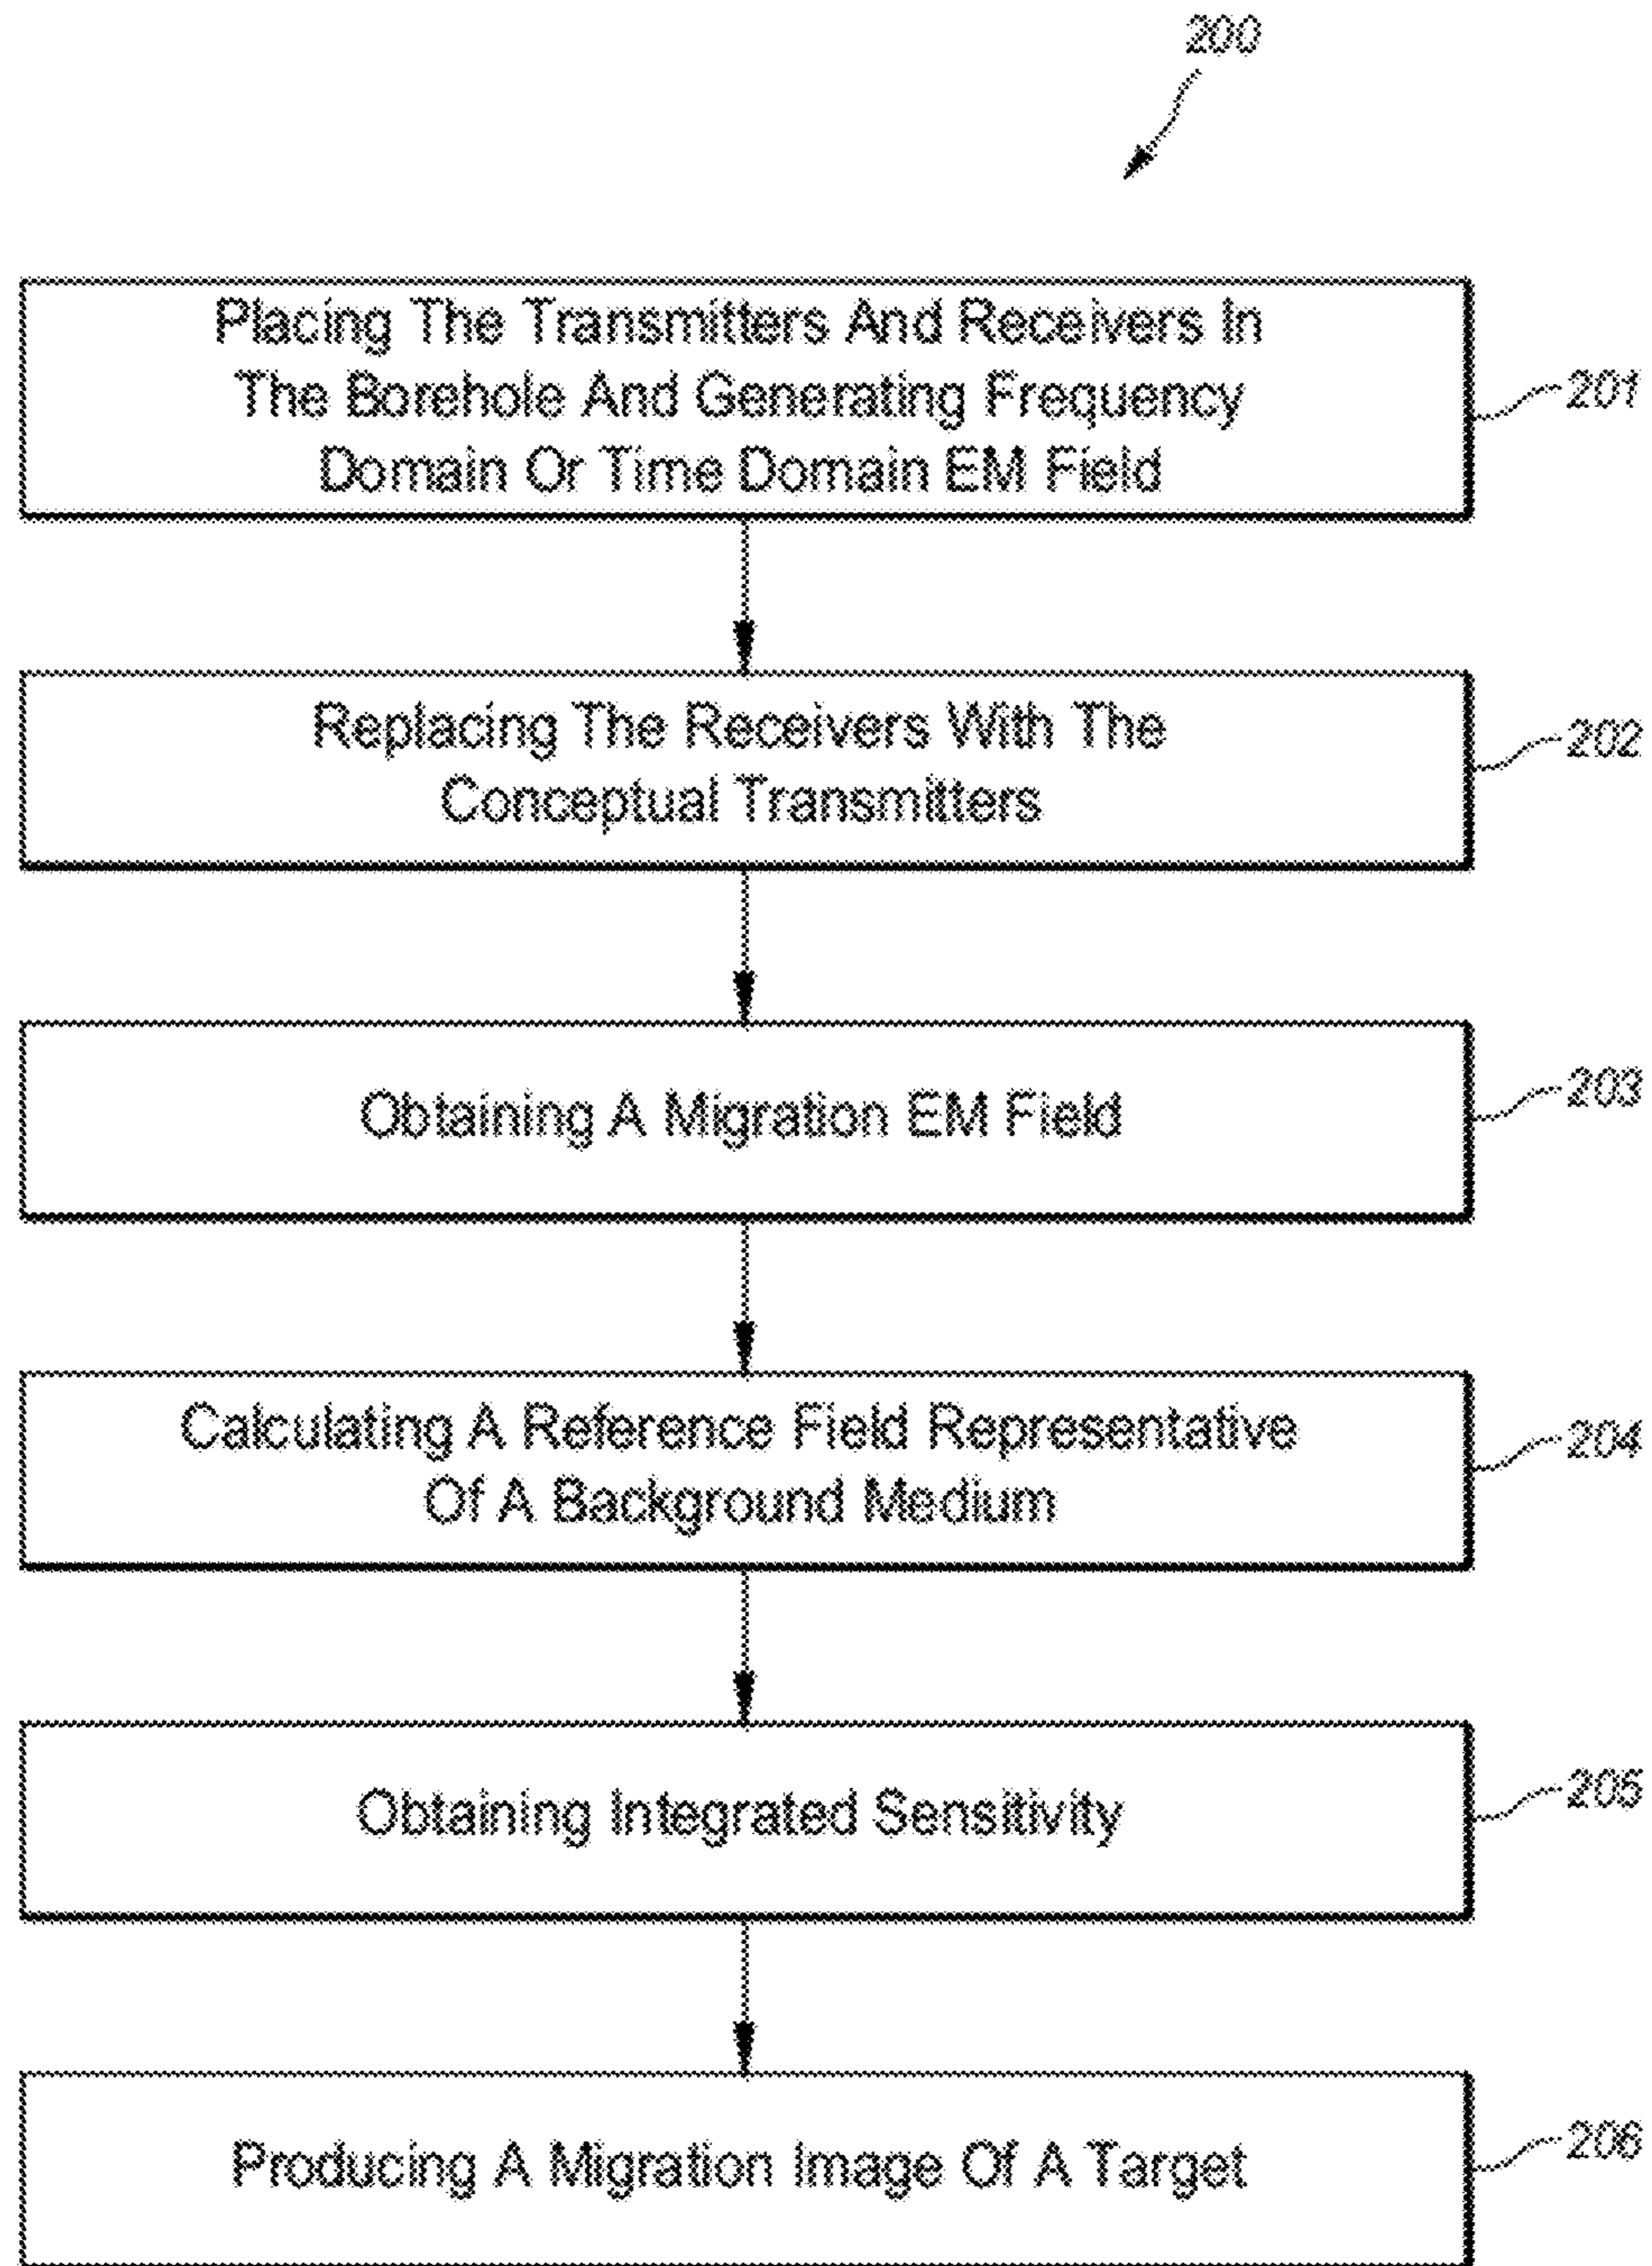 200
Placing The Transmitters And Receivers In
The Borehole And Generating Frequency
Domain Or Time Domain EM Field
201
Replacing The Receivers With The
Conceptual Transmitters
202
Obtaining A Migration EM Field
203
Calculating A Reference Field Representative
Of A Background Medium
204
Obtaining Integrated Sensitivity
205
Producing A Migration Image Of A Target
206